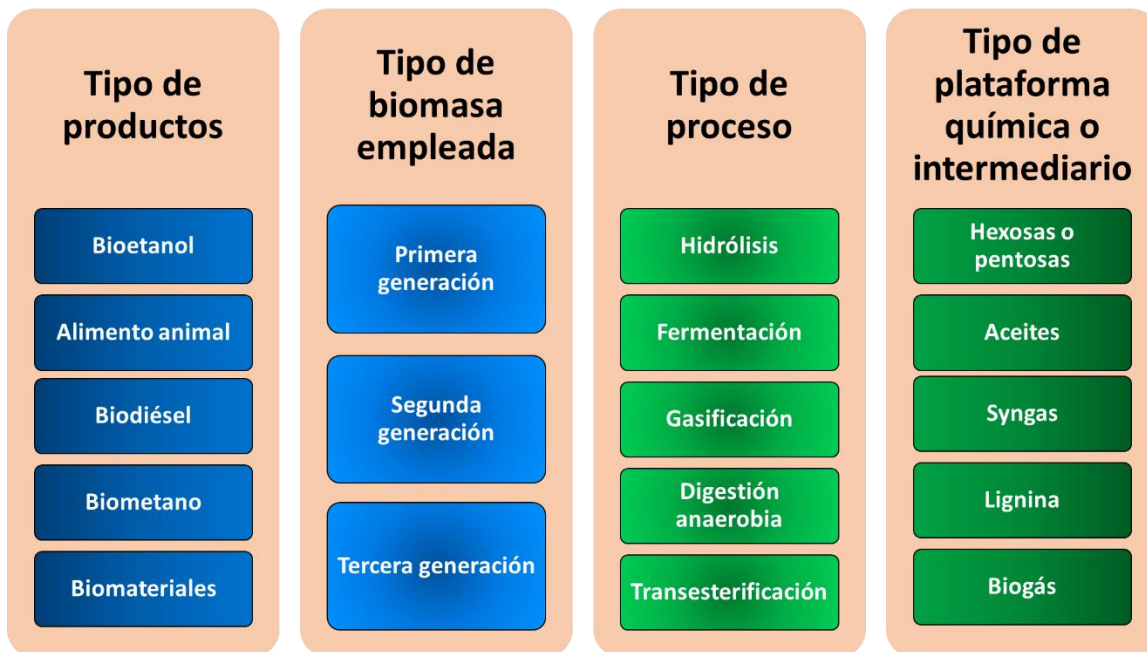 Tipo de
productos
Bioetanol
Alimento animal
Biodiésel
Biometano
Biomateriales
Tipo de
biomasa
empleada
Primera
generación
Segunda
generación
Tercera generación
Tipo de
proceso
Hidrólisis
Fermentación
Gasificación
Digestión
anaerobia
Transesterificación
Tipo de
plataforma
química o
intermediario
Hexosas o
pentosas
Aceites
Syngas
Lignina
Biogás